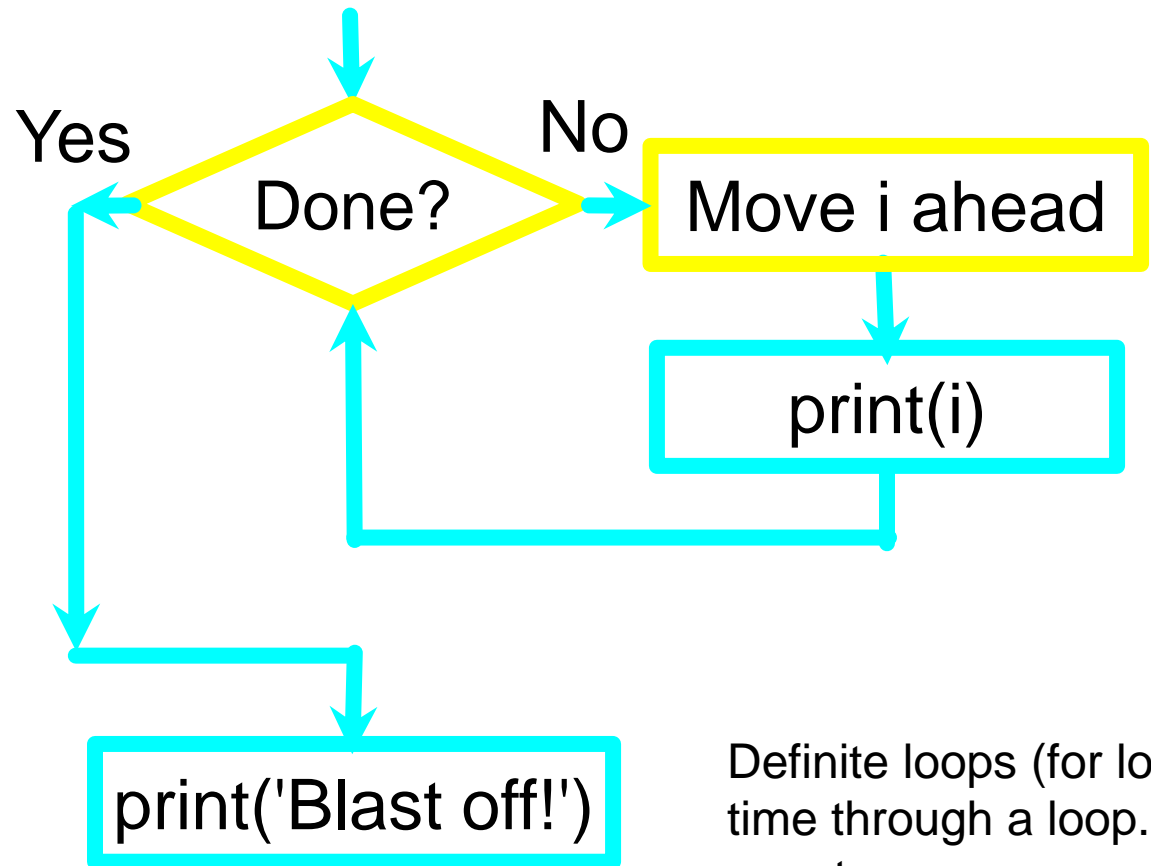 Yes
No
Done?
Move i ahead
print(i)
print('Blast off!')
Definite loops (for lo
time through a loop.